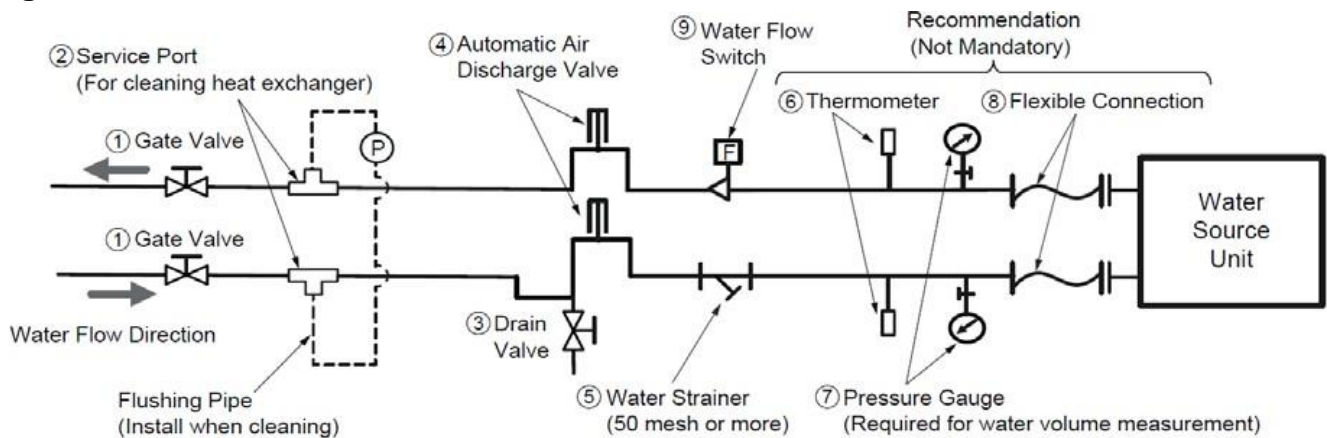 ② Service Port
(For cleaning heat exchanger)
④ Automatic Air
Discharge Valve
⑨ Water Flow
Switch
Recommendation
(Not Mandatory)
⑥ Thermometer
⑧ Flexible Connection
① Gate Valve
P
F
Water
Source
Unit
① Gate Valve
Water Flow Direction
③ Drain
Valve
Flushing Pipe
(Install when cleaning)
⑤ Water Strainer
(50 mesh or more)
⑦ Pressure Gauge
(Required for water volume measurement)